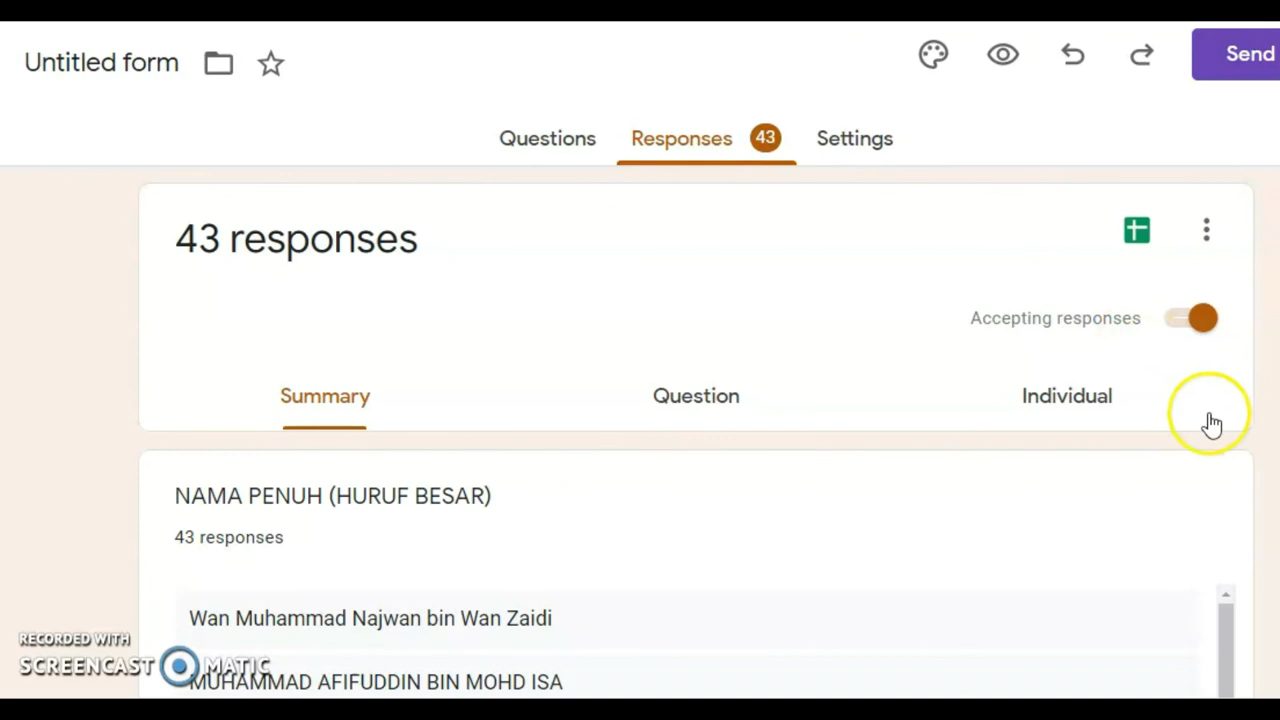 Untitled form
Send
Questions Responses 43 Settings
43 responses
Accepting responses
Summary Question Individual
NAMA PENUH (HURUF BESAR)
43 responses
Wan Muhammad Najwan bin Wan Zaidi
MUHAMMAD AFIFUDDIN BIN MOHD ISA
RECORDED WITH
SCREENCAST MATIC